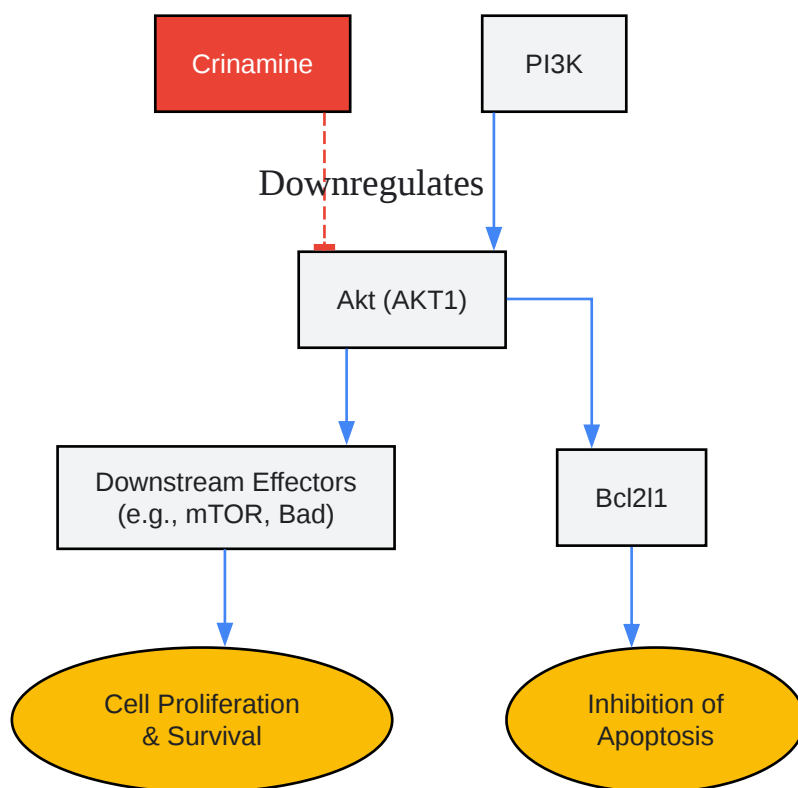 Crinamine
PI3K
Downregulates
Akt (AKT1)
Downstream Effectors
(e.g., mTOR, Bad)
Bcl2l1
Cell Proliferation
& Survival
Inhibition of
Apoptosis